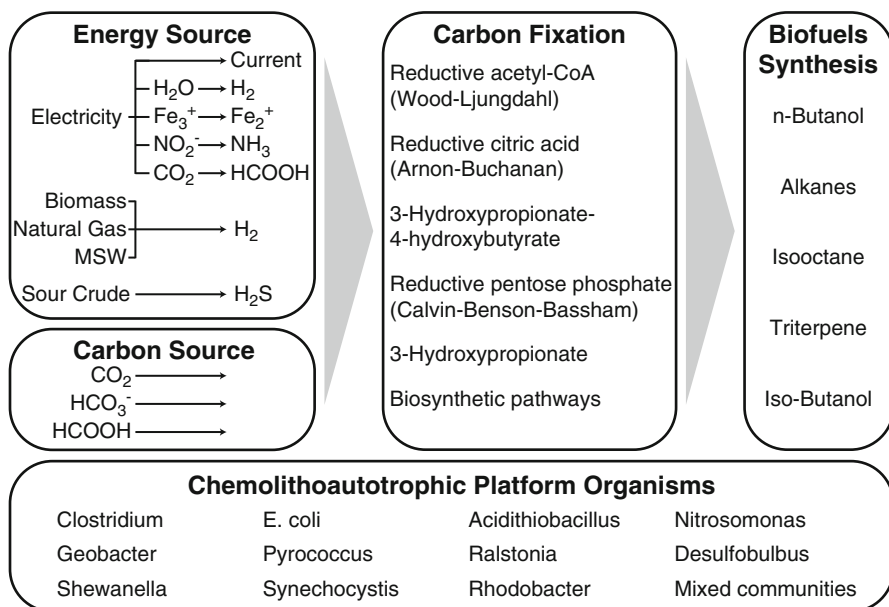 Energy Source
Electricity
Current
H₂O → H₂
Fe₃⁺ → Fe₂⁺
NO₂⁻ → NH₃
CO₂ → HCOOH
Biomass
Natural Gas → H₂
MSW
Sour Crude → H₂S
Carbon Source
CO₂
HCO₃⁻
HCOOH
Carbon Fixation
Reductive acetyl-CoA
(Wood-Ljungdahl)
Reductive citric acid
(Arnon-Buchanan)
3-Hydroxypropionate-
4-hydroxybutyrate
Reductive pentose phosphate
(Calvin-Benson-Bassham)
3-Hydroxypropionate
Biosynthetic pathways
Biofuels
Synthesis
n-Butanol
Alkanes
Isooctane
Triterpene
Iso-Butanol
Chemolithoautotrophic Platform Organisms
Clostridium E. coli Acidithiobacillus Nitrosomonas
Geobacter Pyrococcus Ralstonia Desulfobulbus
Shewanella Synechocystis Rhodobacter Mixed communities